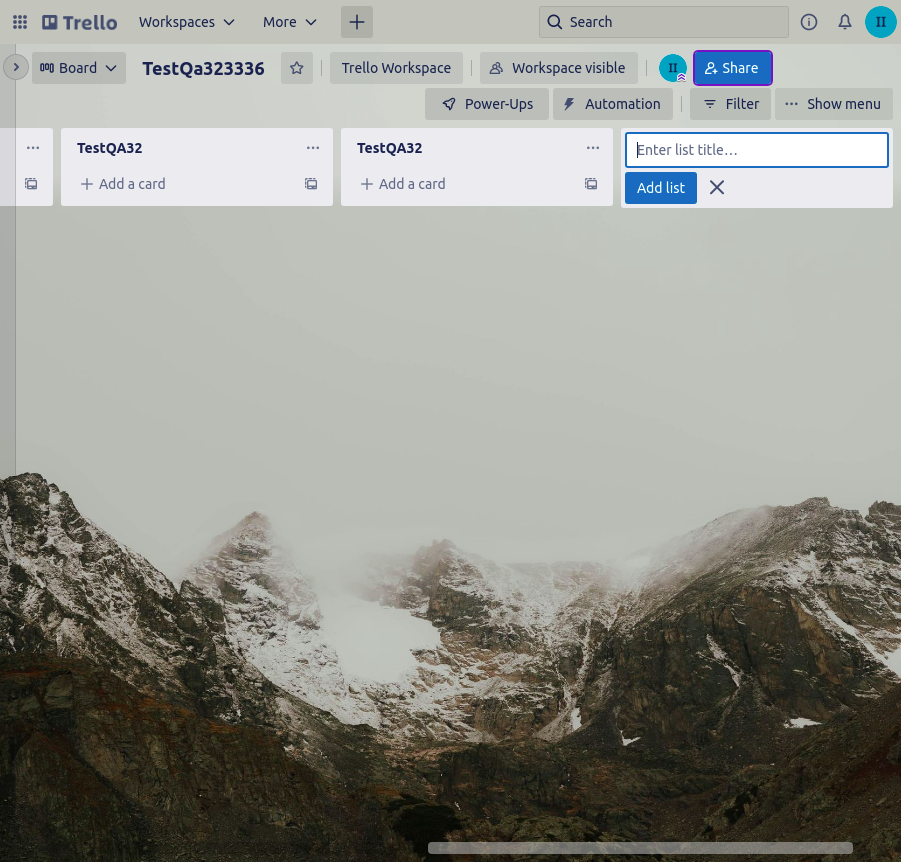 Trello
Workspaces
More
Search
II
Board
TestQa323336
Trello Workspace
Workspace visible
II
Share
Power-Ups
Automation
Filter
Show menu
TestQA32
TestQA32
Enter list title…
Add a card
Add a card
Add list